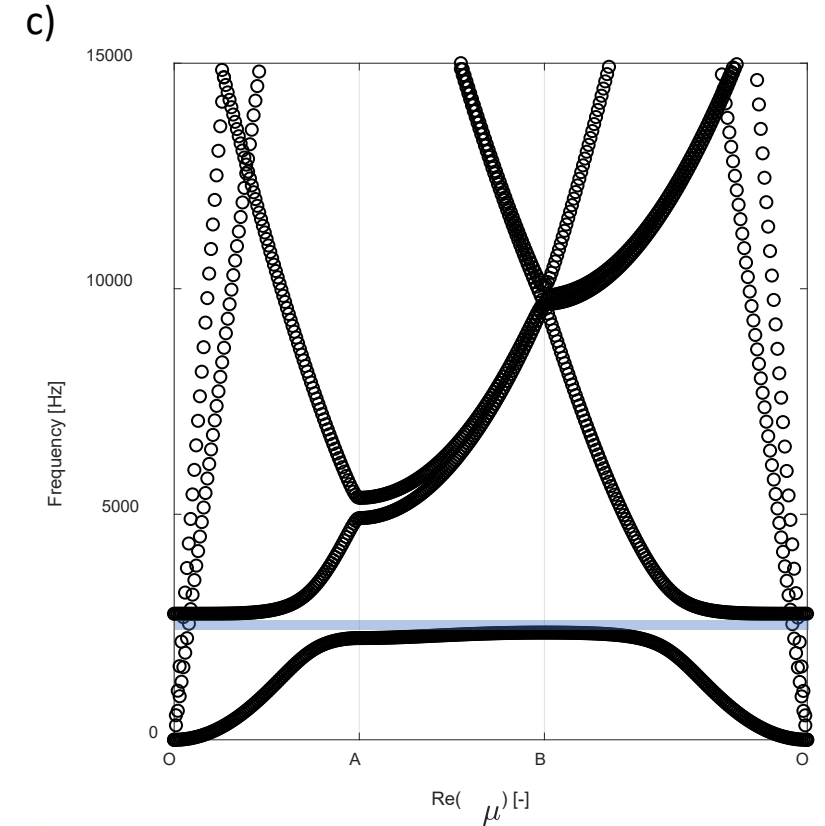 c)
15000
10000
5000
0
Frequency [Hz]
O A B O
Re( μ ) [-]